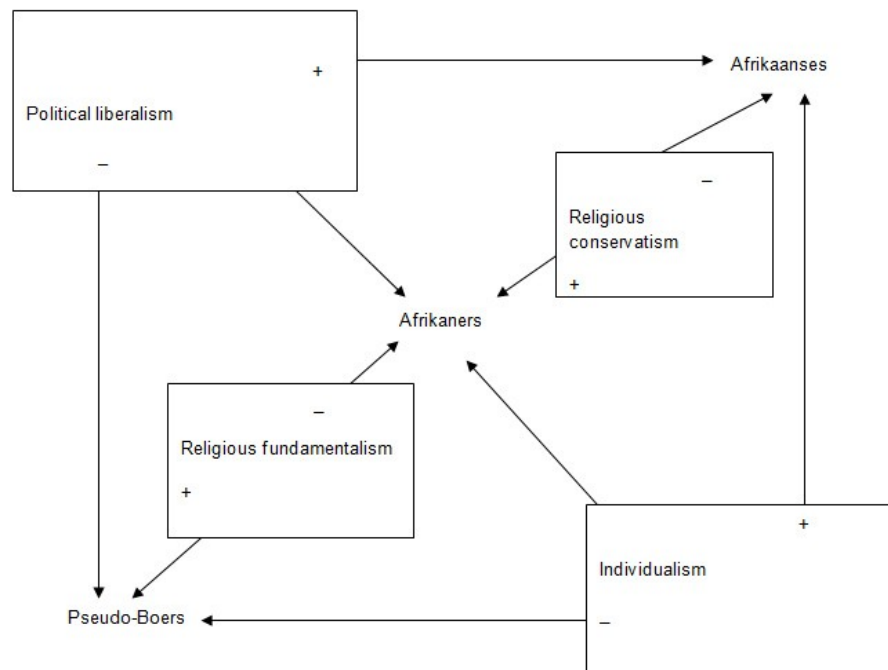 Afrikaanses
+
Political liberalism
–
–
Religious
conservatism
+
Afrikaners
–
Religious fundamentalism
+
+
Individualism
–
Pseudo-Boers